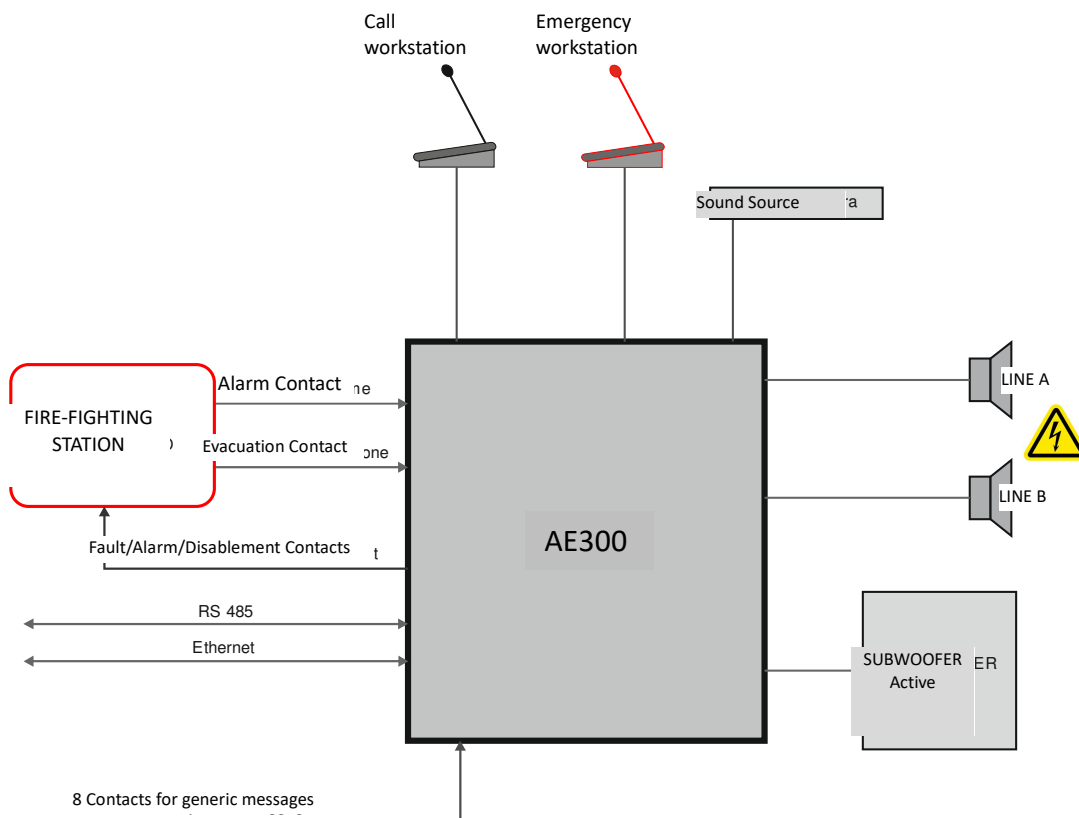 Call
workstation
Emergency
workstation
Sound Source
LINE A
Alarm Contact
FIRE-FIGHTING
STATION
Evacuation Contact
LINE B
AE300
Fault/Alarm/Disablement Contacts
RS 485
Ethernet
SUBWOOFER
Active
8 Contacts for generic messages